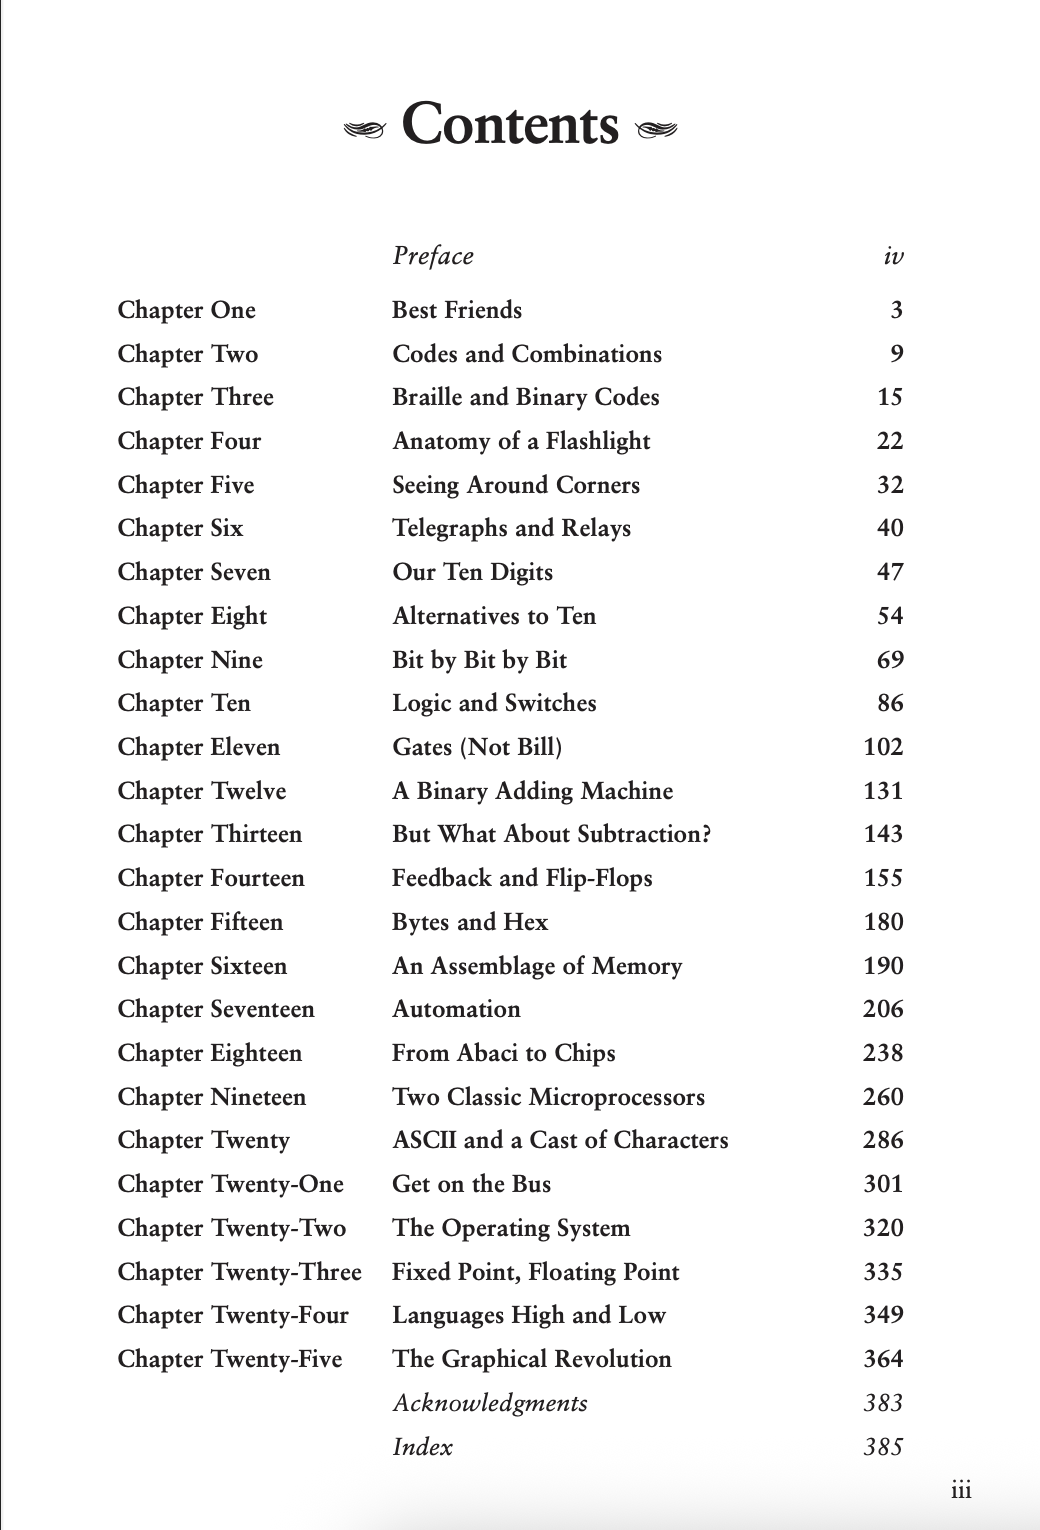 Contents
Preface iv
Chapter One Best Friends 3
Chapter Two Codes and Combinations 9
Chapter Three Braille and Binary Codes 15
Chapter Four Anatomy of a Flashlight 22
Chapter Five Seeing Around Corners 32
Chapter Six Telegraphs and Relays 40
Chapter Seven Our Ten Digits 47
Chapter Eight Alternatives to Ten 54
Chapter Nine Bit by Bit by Bit 69
Chapter Ten Logic and Switches 86
Chapter Eleven Gates (Not Bill) 102
Chapter Twelve A Binary Adding Machine 131
Chapter Thirteen But What About Subtraction? 143
Chapter Fourteen Feedback and Flip-Flops 155
Chapter Fifteen Bytes and Hex 180
Chapter Sixteen An Assemblage of Memory 190
Chapter Seventeen Automation 206
Chapter Eighteen From Abaci to Chips 238
Chapter Nineteen Two Classic Microprocessors 260
Chapter Twenty ASCII and a Cast of Characters 286
Chapter Twenty-One Get on the Bus 301
Chapter Twenty-Two The Operating System 320
Chapter Twenty-Three Fixed Point, Floating Point 335
Chapter Twenty-Four Languages High and Low 349
Chapter Twenty-Five The Graphical Revolution 364
Acknowledgments 383
Index 385
iii